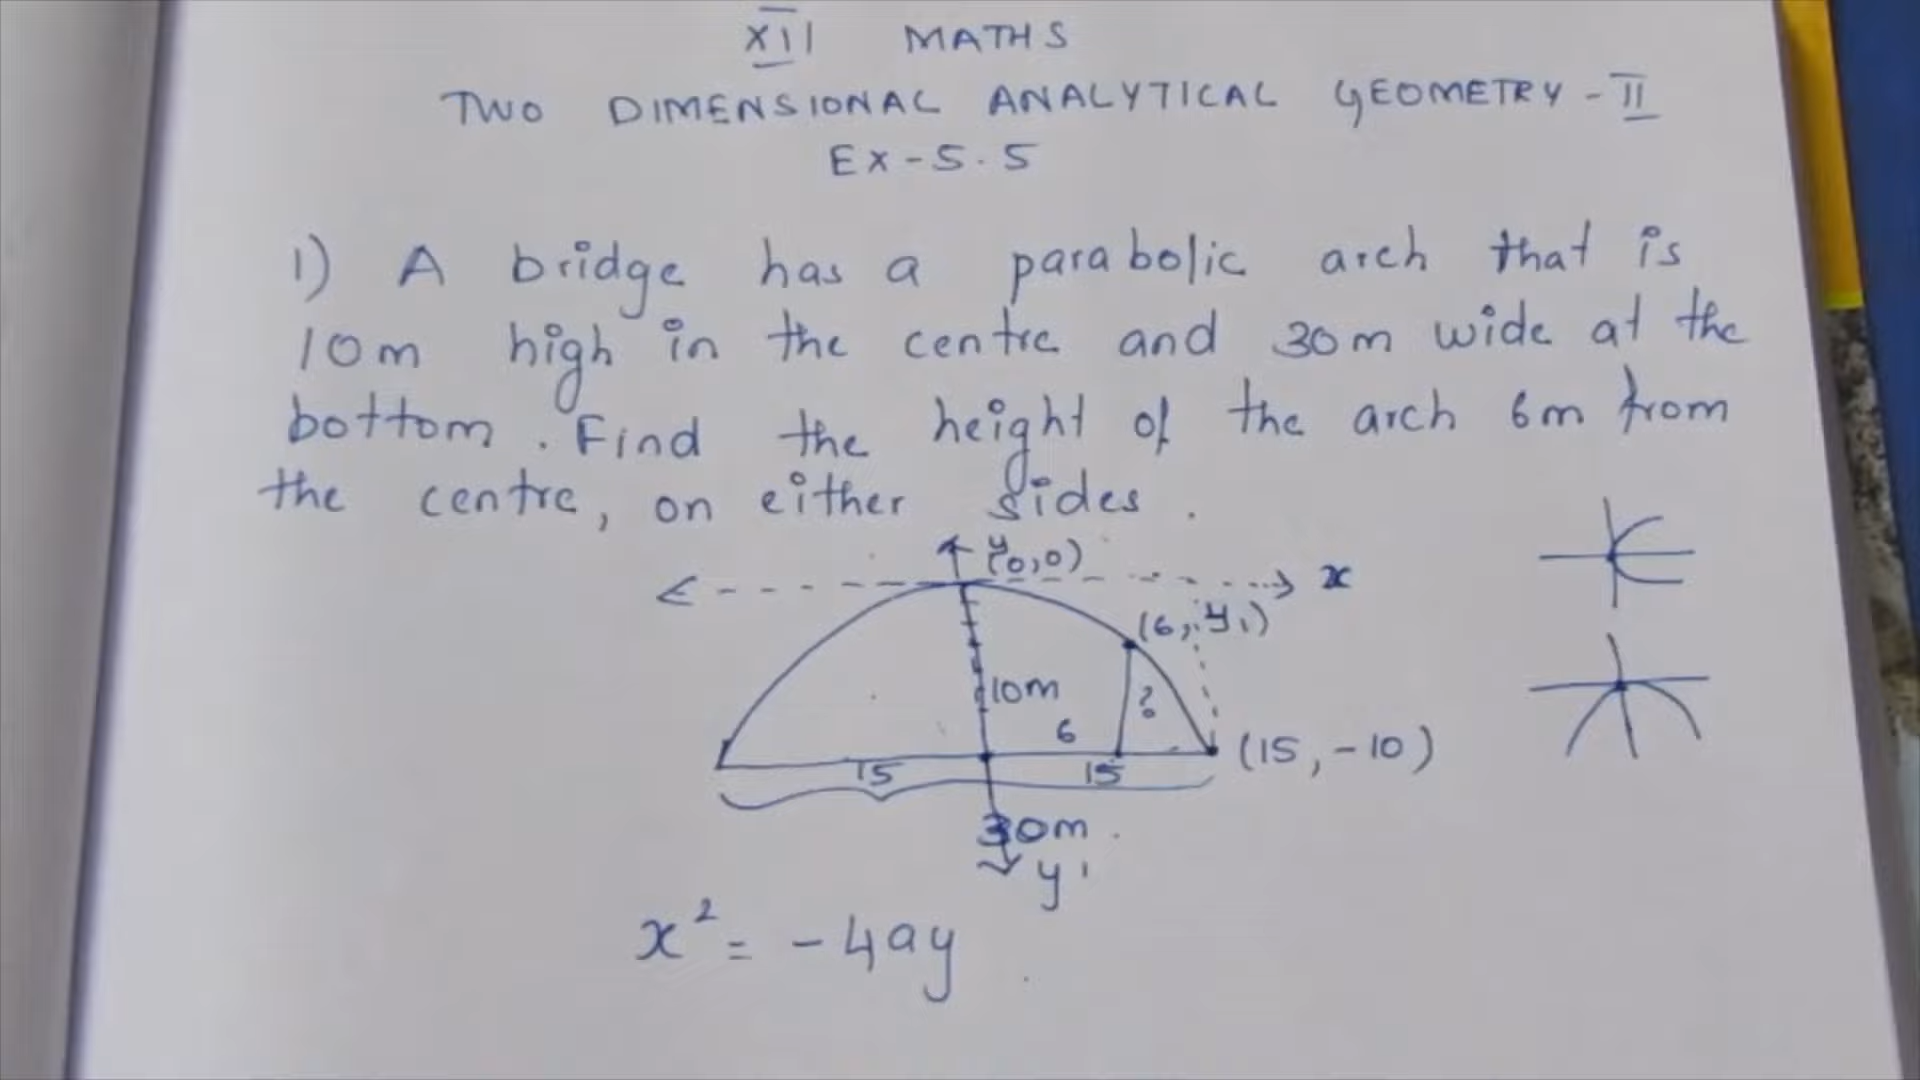 XII MATHS
TWO DIMENSIONAL ANALYTICAL GEOMETRY - II
Ex - 5.5
1) A bridge has a parabolic arch that is
10m high in the centre and 30m wide at the
bottom. Find the height of the arch 6m from
the centre, on either sides.
y
(0,0)
x
(6, y₁)
10m
?
6
(15, -10)
15
15
30m
y'
x² = -4ay